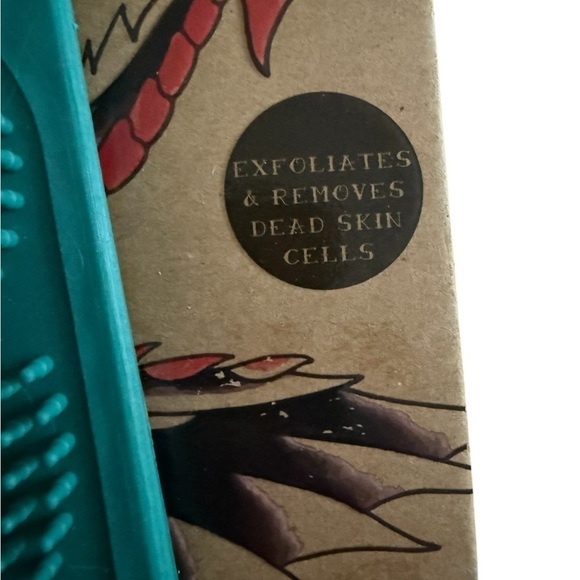 EXFOLIATES
& REMOVES
DEAD SKIN
CELLS